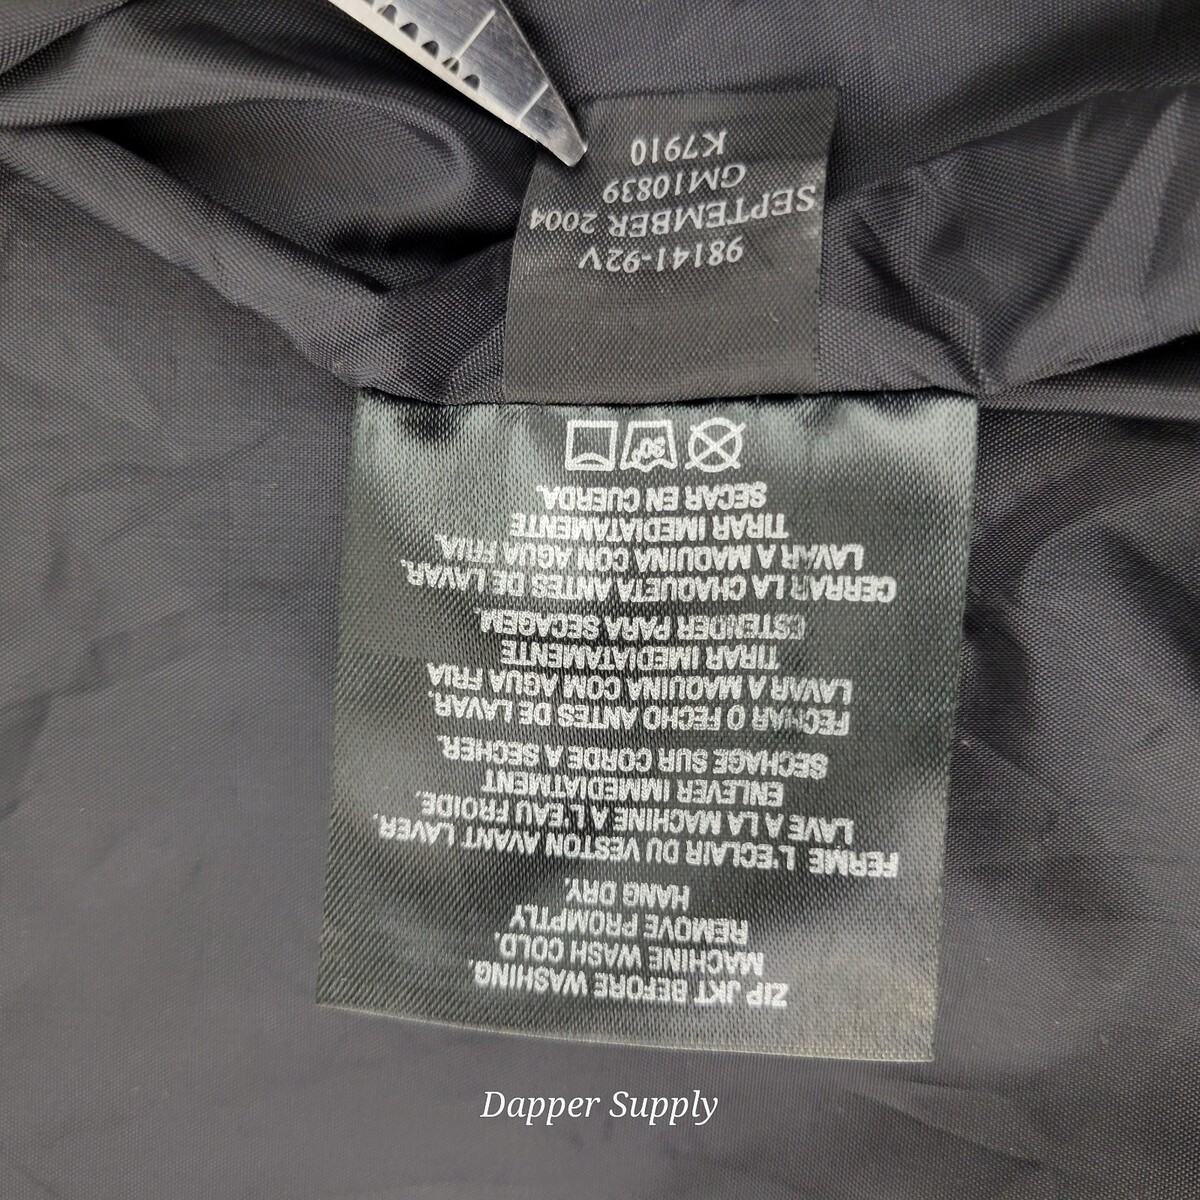 98141-92V
SEPTEMBER 2004
GM10839
K7910
ZIP JKT BEFORE WASHING.
MACHINE WASH COLD.
REMOVE PROMPTLY
HANG DRY.
FERME L'ECLAIR DU VESTON AVANT LAVER.
LAVE A LA MACHINE A L'EAU FROIDE.
ENLEVER IMMEDIATMENT
SECHAGE SUR CORDE A SECHER.
FECHAR O FECHO ANTES DE LAVAR.
LAVAR A MAQUINA COM AGUA FRIA
TIRAR IMEDIATAMENTE
ESTENDER PARA SECAGEM.
CERRAR LA CHAQUETA ANTES DE LAVAR.
LAVAR A MAQUINA CON AGUA FRIA.
TIRAR IMEDIATAMENTE
SECAR EN CUERDA.
30°
Dapper Supply